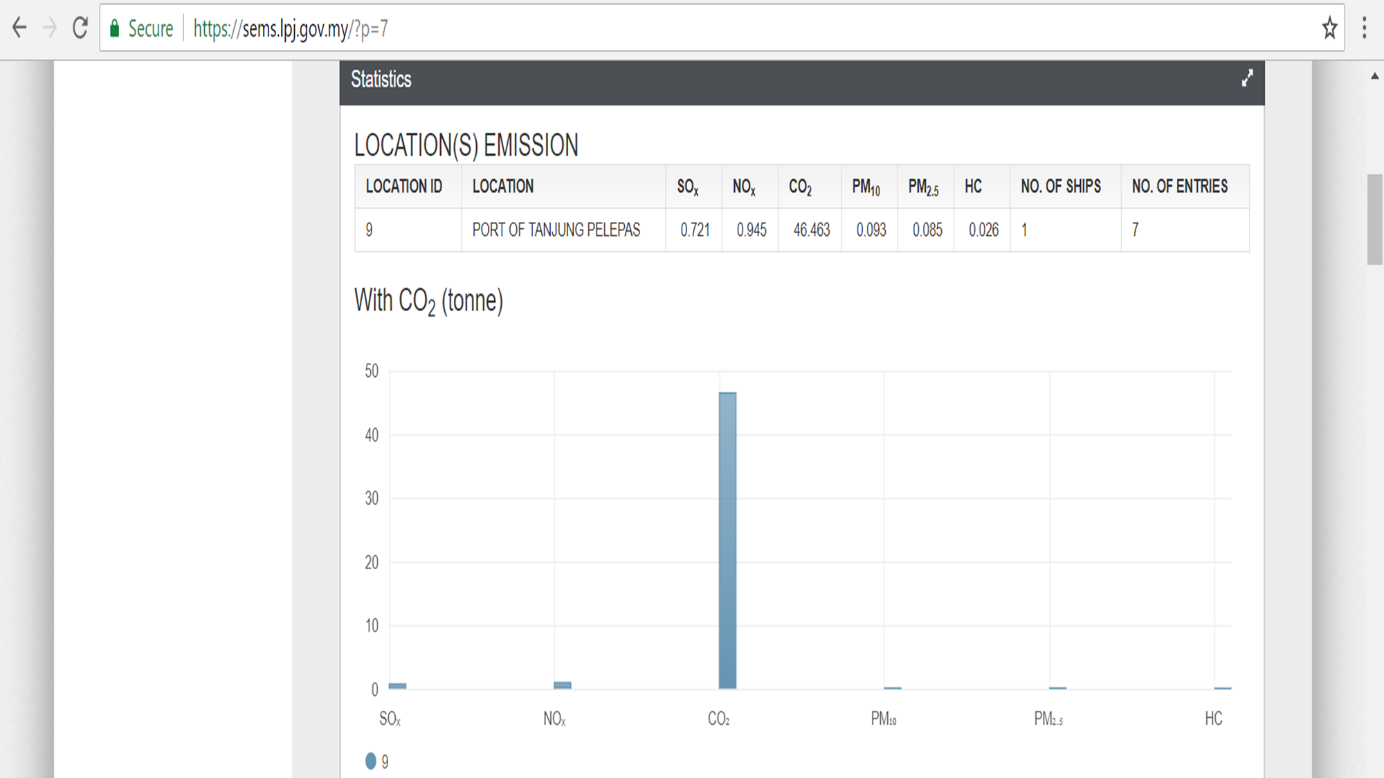 Secure https://sems.lpj.gov.my/?p=7
Statistics
LOCATION(S) EMISSION
LOCATION ID LOCATION SOx NOx CO2 PM10 PM2.5 HC NO. OF SHIPS NO. OF ENTRIES
9 PORT OF TANJUNG PELEPAS 0.721 0.945 46.463 0.093 0.085 0.026 1 7
With CO2 (tonne)
50
40
30
20
10
0
SOx NOx CO2 PM10 PM2.5 HC
9